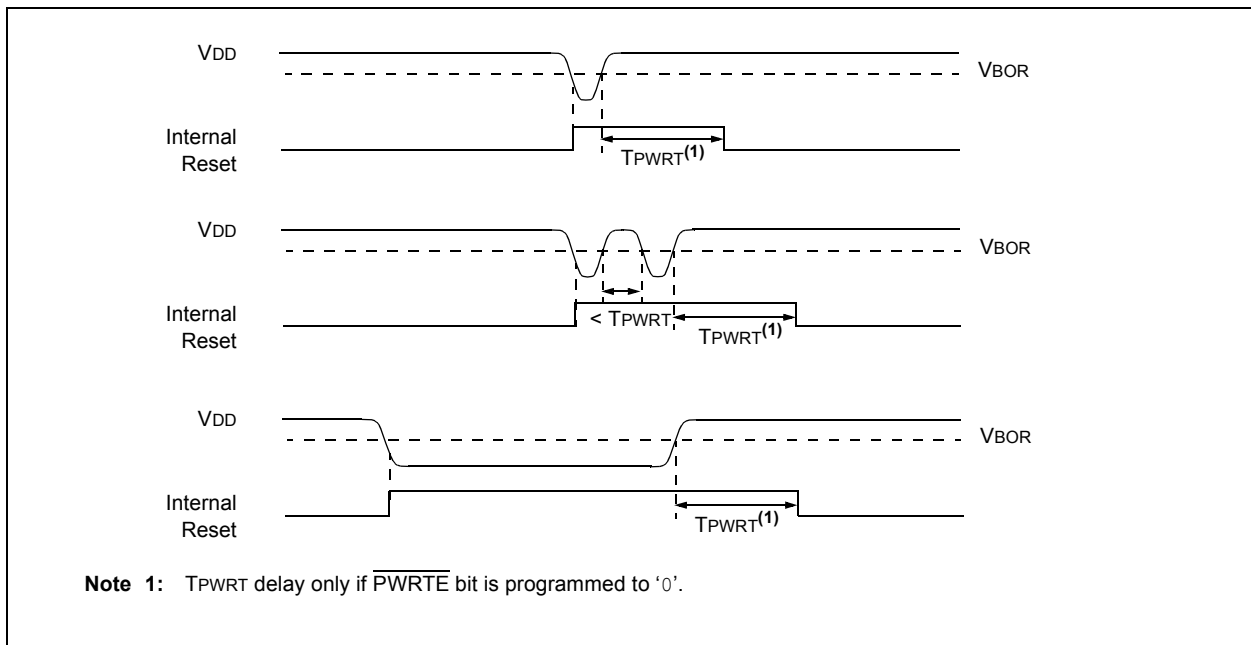 VDD
VBOR
Internal
Reset
TPWRT(1)
VDD
VBOR
Internal
Reset
< TPWRT
TPWRT(1)
VDD
VBOR
Internal
Reset
TPWRT(1)
Note 1: TPWRT delay only if PWRTE bit is programmed to ‘0’.